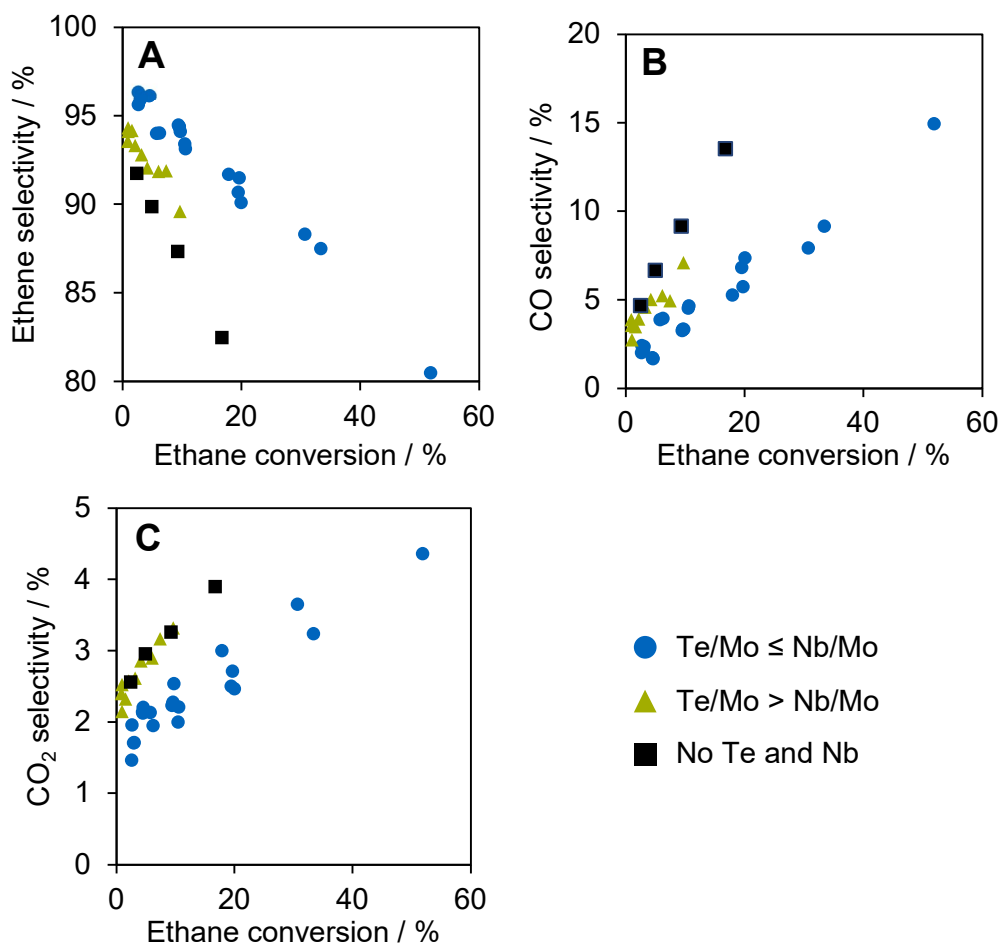 A
Ethene selectivity / %
100
95
90
85
80
0 20 40 60
Ethane conversion / %
B
CO selectivity / %
20
15
10
5
0
0 20 40 60
Ethane conversion / %
C
CO₂ selectivity / %
5
4
3
2
1
0
0 20 40 60
Ethane conversion / %
Te/Mo ≤ Nb/Mo
Te/Mo > Nb/Mo
No Te and Nb